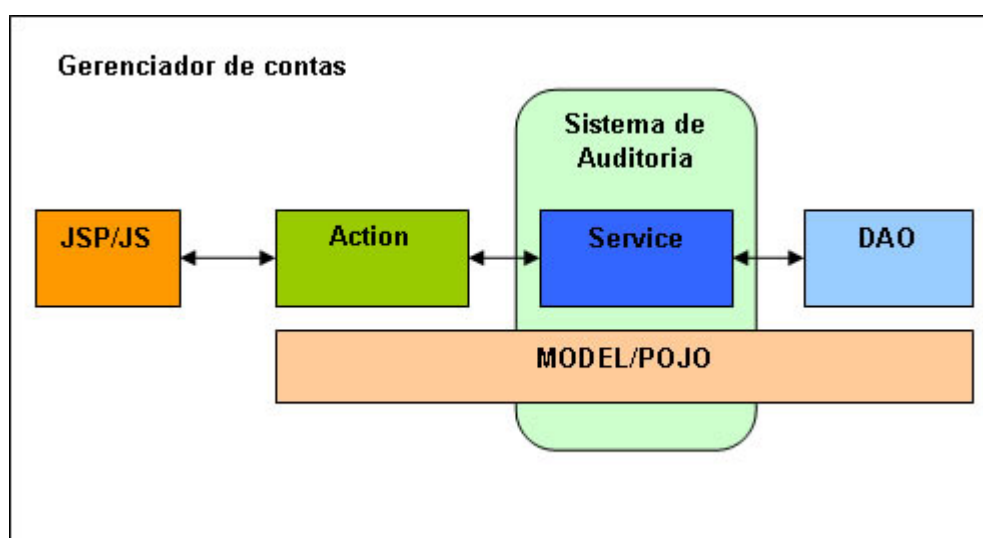 Gerenciador de contas
Sistema de
Auditoria
JSP/JS
Action
Service
DAO
MODEL/POJO